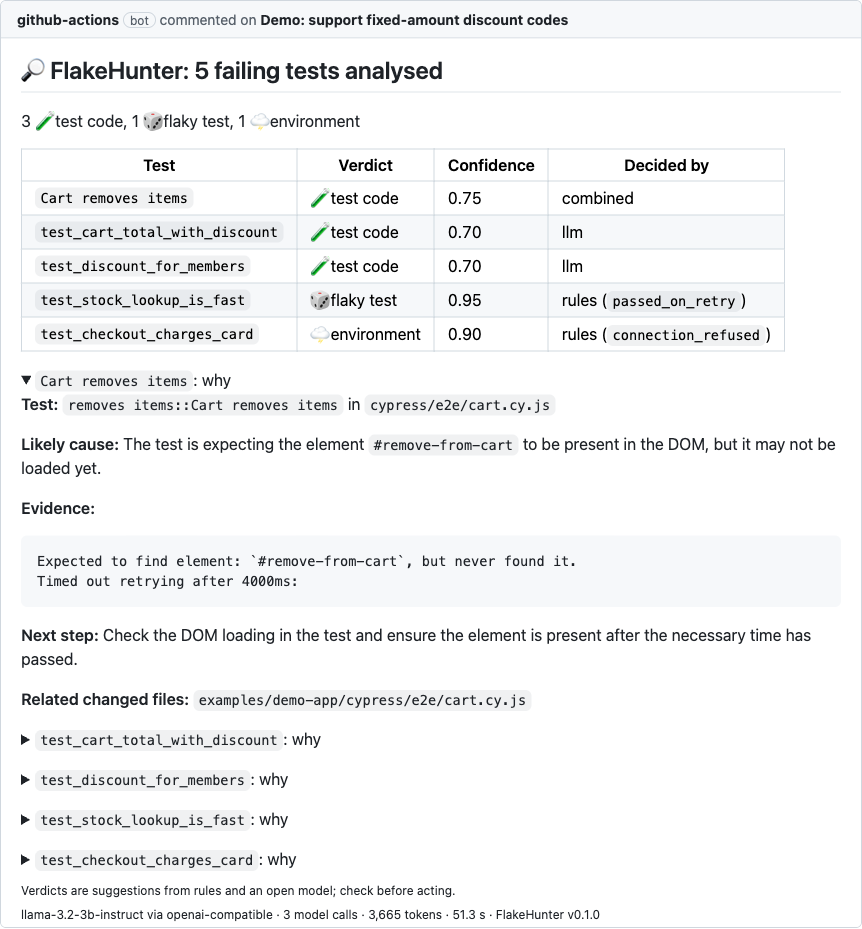 github-actions bot commented on Demo: support fixed-amount discount codes
🔎 FlakeHunter: 5 failing tests analysed
3 🧪test code, 1 🎲flaky test, 1 🌩️environment
Test Verdict Confidence Decided by
Cart removes items 🧪test code 0.75 combined
test_cart_total_with_discount 🧪test code 0.70 llm
test_discount_for_members 🧪test code 0.70 llm
test_stock_lookup_is_fast 🎲flaky test 0.95 rules ( passed_on_retry )
test_checkout_charges_card 🌩️environment 0.90 rules ( connection_refused )
▼ Cart removes items : why
Test: removes items::Cart removes items in cypress/e2e/cart.cy.js
Likely cause: The test is expecting the element #remove-from-cart to be present in the DOM, but it may not be
loaded yet.
Evidence:
Expected to find element: `#remove-from-cart`, but never found it.
Timed out retrying after 4000ms:
Next step: Check the DOM loading in the test and ensure the element is present after the necessary time has
passed.
Related changed files: examples/demo-app/cypress/e2e/cart.cy.js
▶ test_cart_total_with_discount : why
▶ test_discount_for_members : why
▶ test_stock_lookup_is_fast : why
▶ test_checkout_charges_card : why
Verdicts are suggestions from rules and an open model; check before acting.
llama-3.2-3b-instruct via openai-compatible · 3 model calls · 3,665 tokens · 51.3 s · FlakeHunter v0.1.0